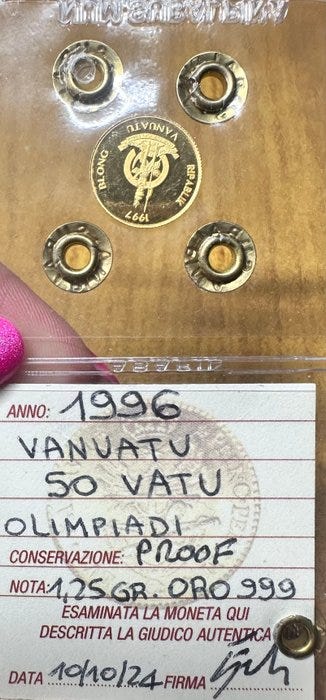 RIPABLIK
BLONG
VANUATU
1997
ANNO: 1996
VANUATU
50 VATU
OLIMPIADI
CONSERVAZIONE: PROOF
NOTA: 1,25 GR. ORO 999
ESAMINATA LA MONETA QUI
DESCRITTA LA GIUDICO AUTENTICA
DATA 10/10/24 FIRMA